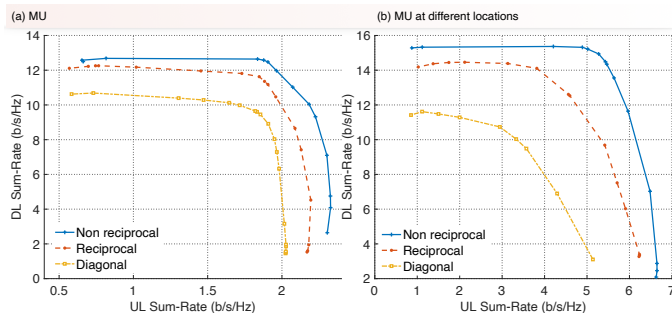 (a) MU
DL Sum-Rate (b/s/Hz)
14
12
10
8
6
4
2
0
Non reciprocal
Reciprocal
Diagonal
0.5
1
1.5
2
UL Sum-Rate (b/s/Hz)
(b) MU at different locations
DL Sum-Rate (b/s/Hz)
16
14
12
10
8
6
4
2
Non reciprocal
Reciprocal
Diagonal
0
1
2
3
4
5
6
7
UL Sum-Rate (b/s/Hz)